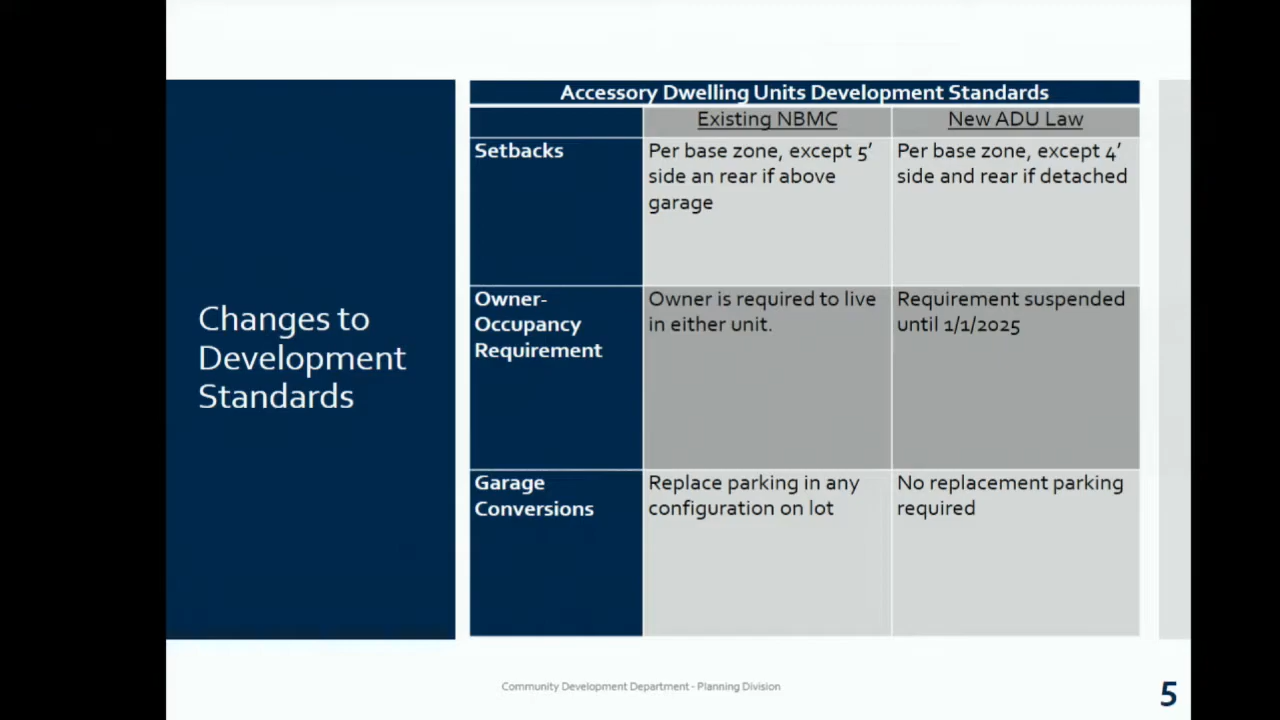 Changes to
Development
Standards
Accessory Dwelling Units Development Standards
Existing NBMC
New ADU Law
Setbacks
Per base zone, except 5’
side an rear if above
garage
Per base zone, except 4’
side and rear if detached
Owner-
Occupancy
Requirement
Owner is required to live
in either unit.
Requirement suspended
until 1/1/2025
Garage
Conversions
Replace parking in any
configuration on lot
No replacement parking
required
Community Development Department - Planning Division
5